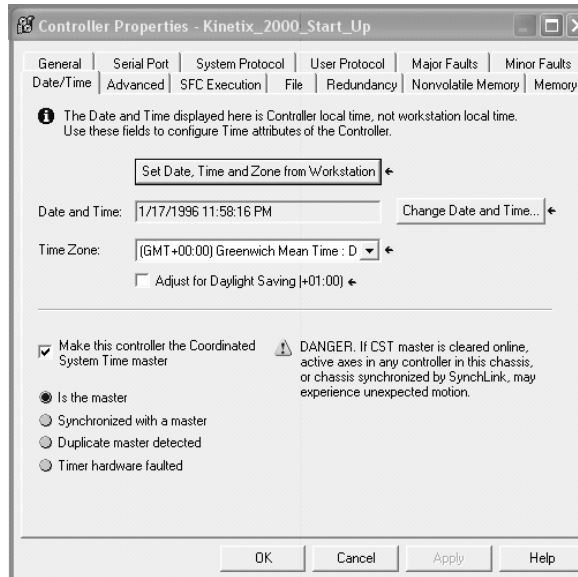 Controller Properties - Kinetix_2000_Start_Up
General Serial Port System Protocol User Protocol Major Faults Minor Faults
Date/Time Advanced SFC Execution File Redundancy Nonvolatile Memory Memory
The Date and Time displayed here is Controller local time, not workstation local time.
Use these fields to configure Time attributes of the Controller.
Set Date, Time and Zone from Workstation
Date and Time: 1/17/1996 11:58:16 PM Change Date and Time...
Time Zone: (GMT+00:00) Greenwich Mean Time : D
Adjust for Daylight Saving (+01:00)
Make this controller the Coordinated
System Time master
DANGER. If CST master is cleared online,
active axes in any controller in this chassis,
or chassis synchronized by SynchLink, may
experience unexpected motion.
Is the master
Synchronized with a master
Duplicate master detected
Timer hardware faulted
OK Cancel Apply Help